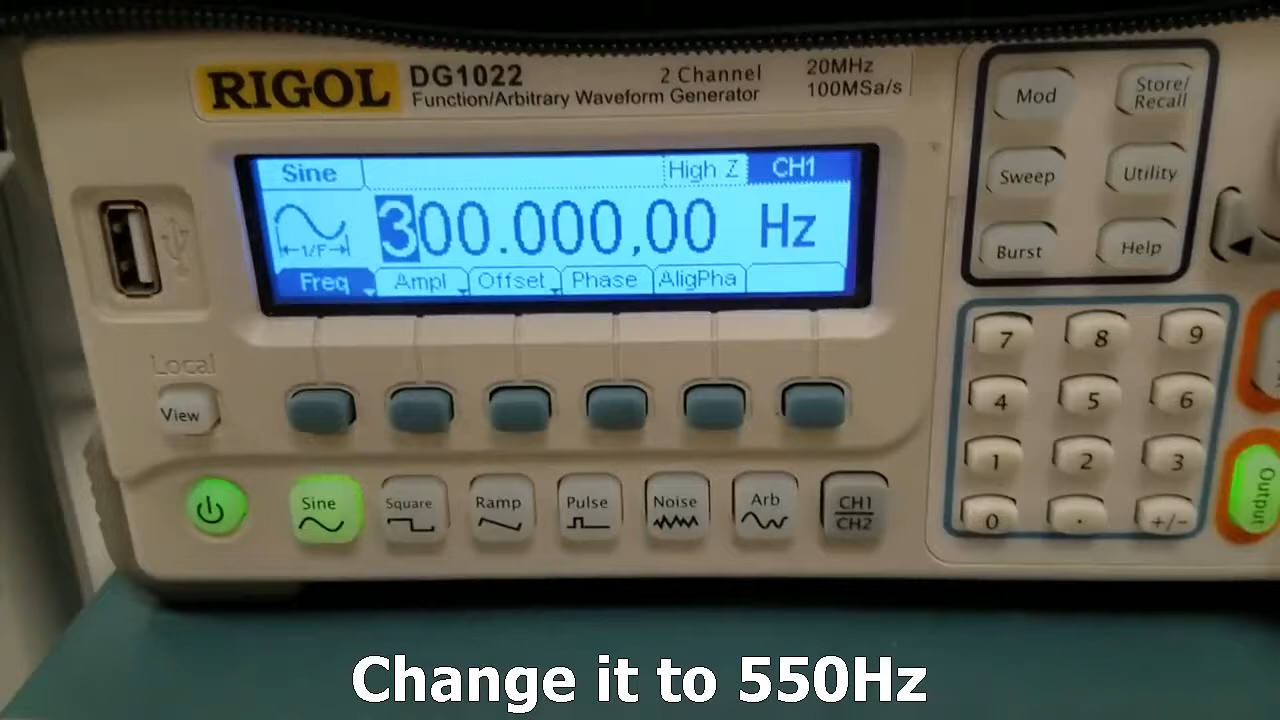 RIGOL DG1022 2 Channel 20MHz
Function/Arbitrary Waveform Generator 100MSa/s
Sine High Z CH1
300.000,00 Hz
1/F
Freq Ampl Offset Phase AligPha
Local
View
Sine Square Ramp Pulse Noise Arb CH1
CH2
Mod Store/
Recall
Sweep Utility
Burst Help
7 8 9
4 5 6
1 2 3
0 . +/-
Output
Change it to 550Hz